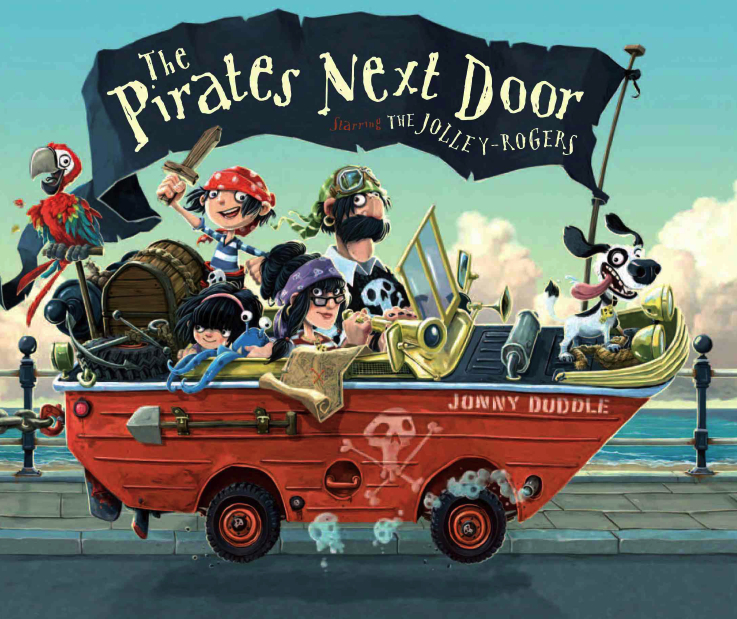 The
Pirates Next Door
Starring THE JOLLEY-ROGERS
JONNY DUDDLE